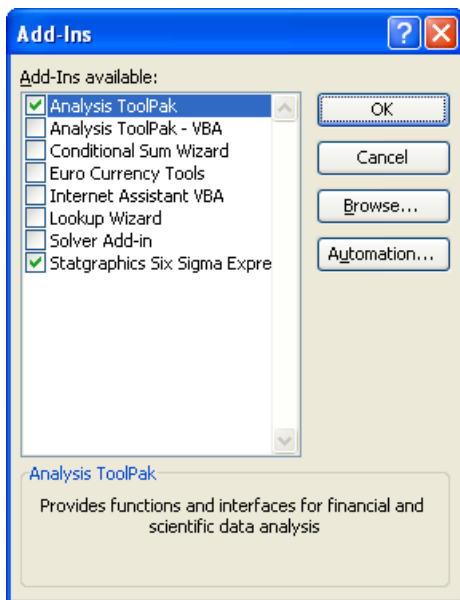 Add-Ins
?
Add-Ins available:
Analysis ToolPak
Analysis ToolPak - VBA
Conditional Sum Wizard
Euro Currency Tools
Internet Assistant VBA
Lookup Wizard
Solver Add-in
Statgraphics Six Sigma Expre
OK
Cancel
Browse...
Automation...
Analysis ToolPak
Provides functions and interfaces for financial and
scientific data analysis